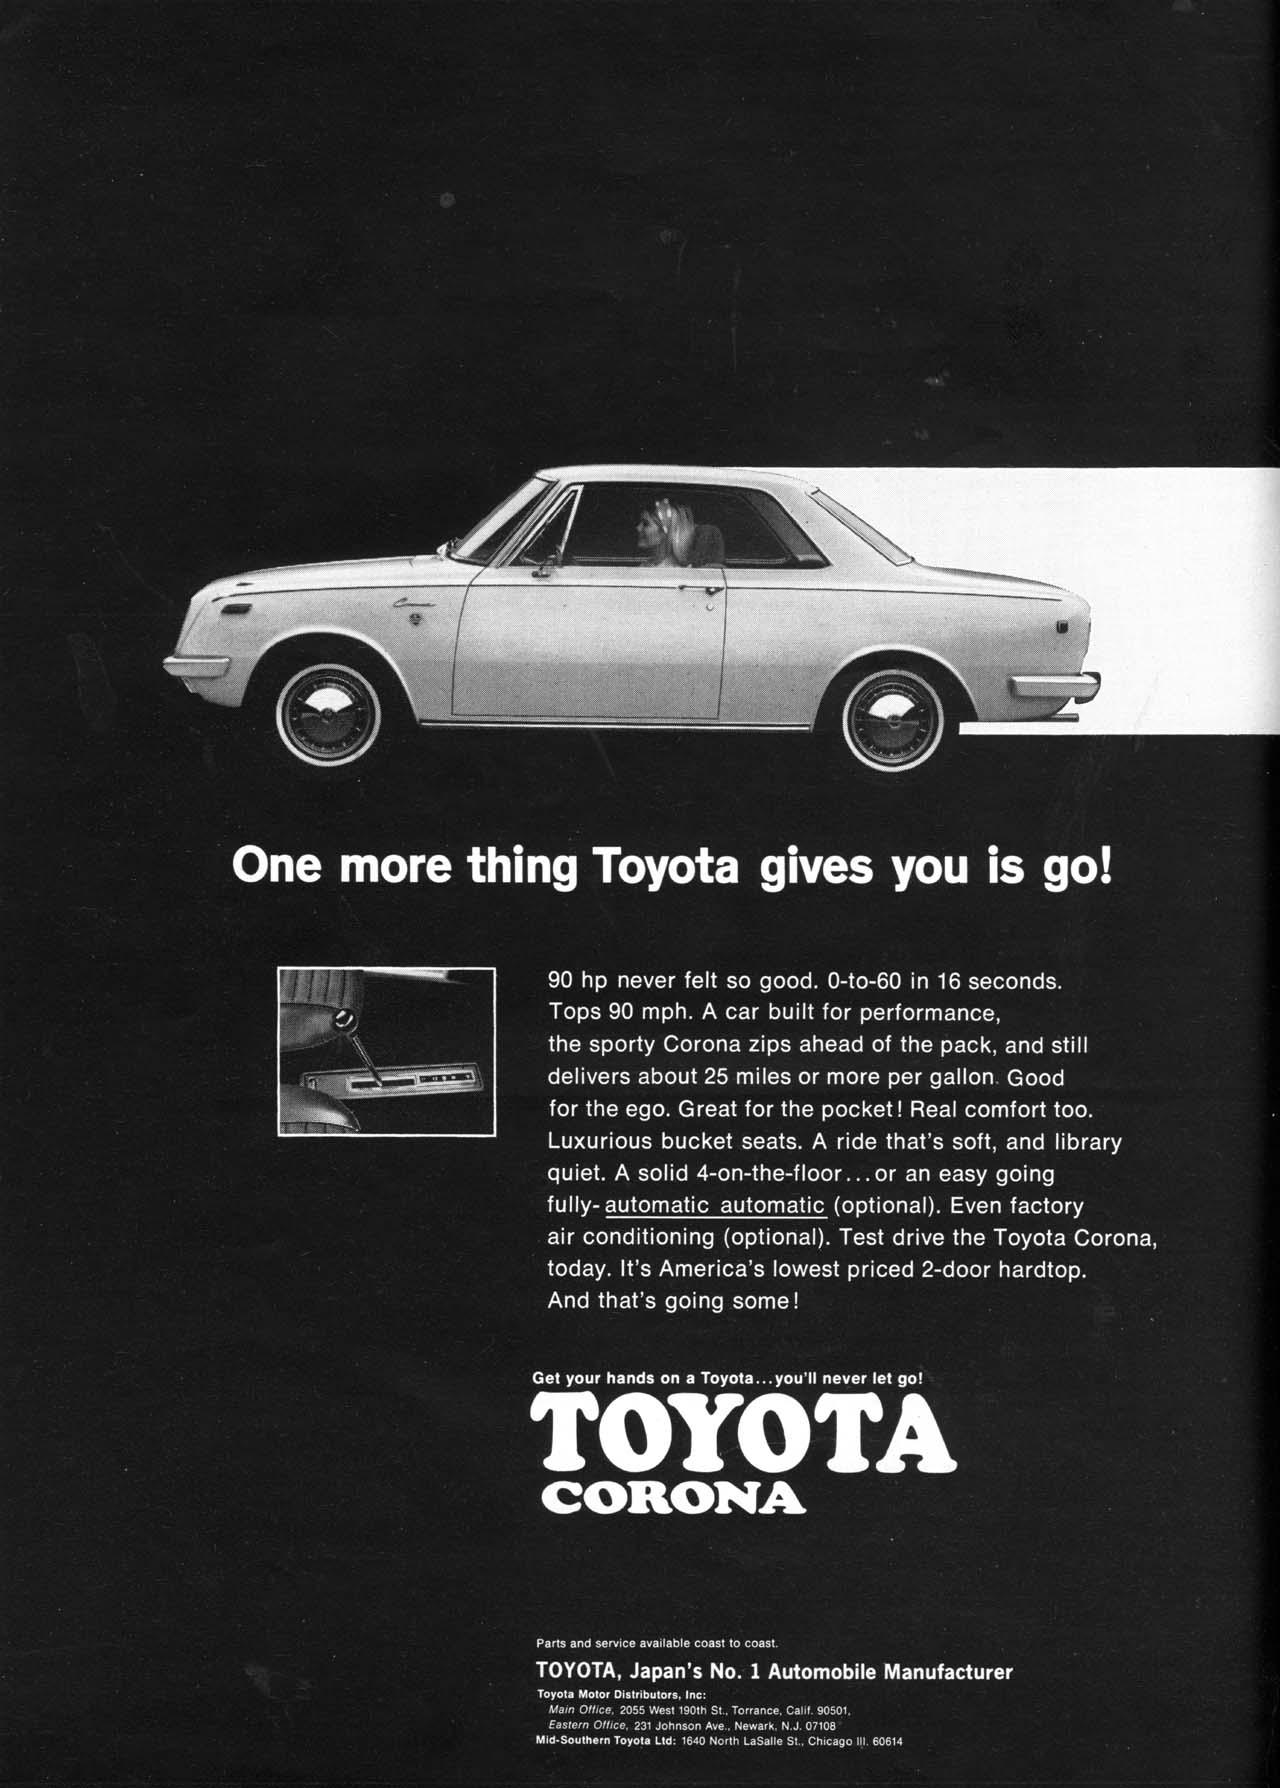 Corona
One more thing Toyota gives you is go!
90 hp never felt so good. 0-to-60 in 16 seconds.
Tops 90 mph. A car built for performance,
the sporty Corona zips ahead of the pack, and still
delivers about 25 miles or more per gallon. Good
for the ego. Great for the pocket! Real comfort too.
Luxurious bucket seats. A ride that's soft, and library
quiet. A solid 4-on-the-floor...or an easy going
fully- automatic automatic (optional). Even factory
air conditioning (optional). Test drive the Toyota Corona,
today. It's America's lowest priced 2-door hardtop.
And that's going some!
Get your hands on a Toyota...you'll never let go!
TOYOTA
CORONA
Parts and service available coast to coast.
TOYOTA, Japan's No. 1 Automobile Manufacturer
Toyota Motor Distributors, Inc:
Main Office, 2055 West 190th St., Torrance, Calif. 90501,
Eastern Office, 231 Johnson Ave., Newark, N.J. 07108
Mid-Southern Toyota Ltd: 1640 North LaSalle St., Chicago Ill. 60614